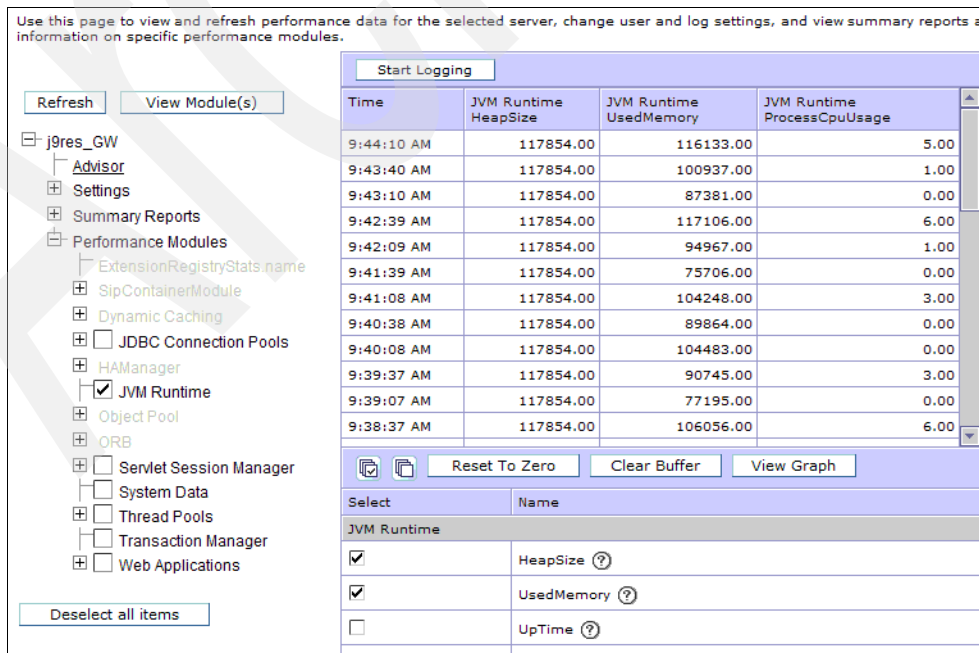 Use this page to view and refresh performance data for the selected server, change user and log settings, and view summary reports a
information on specific performance modules.
Refresh
View Module(s)
j9res_GW
Advisor
Settings
Summary Reports
Performance Modules
ExtensionRegistryStats.name
SipContainerModule
Dynamic Caching
JDBC Connection Pools
HAManager
JVM Runtime
Object Pool
ORB
Servlet Session Manager
System Data
Thread Pools
Transaction Manager
Web Applications
Deselect all items
Start Logging
Time JVM Runtime HeapSize JVM Runtime UsedMemory JVM Runtime ProcessCpuUsage
9:44:10 AM 117854.00 116133.00 5.00
9:43:40 AM 117854.00 100937.00 1.00
9:43:10 AM 117854.00 87381.00 0.00
9:42:39 AM 117854.00 117106.00 6.00
9:42:09 AM 117854.00 94967.00 1.00
9:41:39 AM 117854.00 75706.00 0.00
9:41:08 AM 117854.00 104248.00 3.00
9:40:38 AM 117854.00 89864.00 0.00
9:40:08 AM 117854.00 104483.00 0.00
9:39:37 AM 117854.00 90745.00 3.00
9:39:07 AM 117854.00 77195.00 0.00
9:38:37 AM 117854.00 106056.00 6.00
Reset To Zero Clear Buffer View Graph
Select Name
JVM Runtime
HeapSize ?
UsedMemory ?
UpTime ?